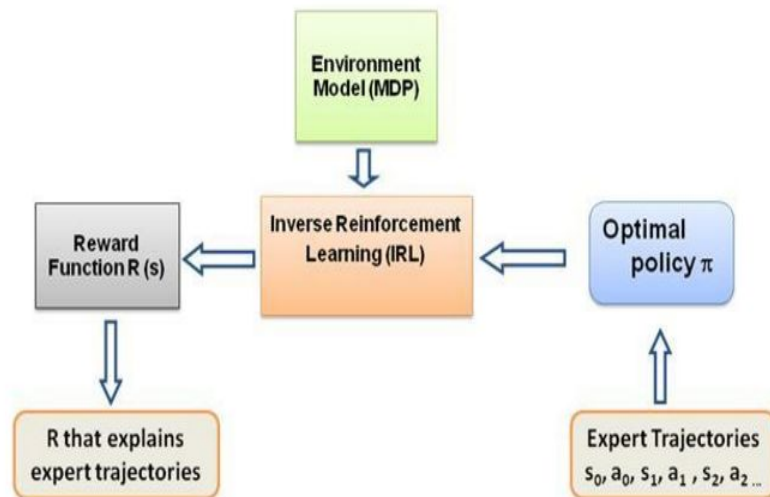 Environment
Model (MDP)
Inverse Reinforcement
Learning (IRL)
Reward
Function R (s)
Optimal
policy π
R that explains
expert trajectories
Expert Trajectories
s₀, a₀, s₁, a₁ , s₂, a₂ ...